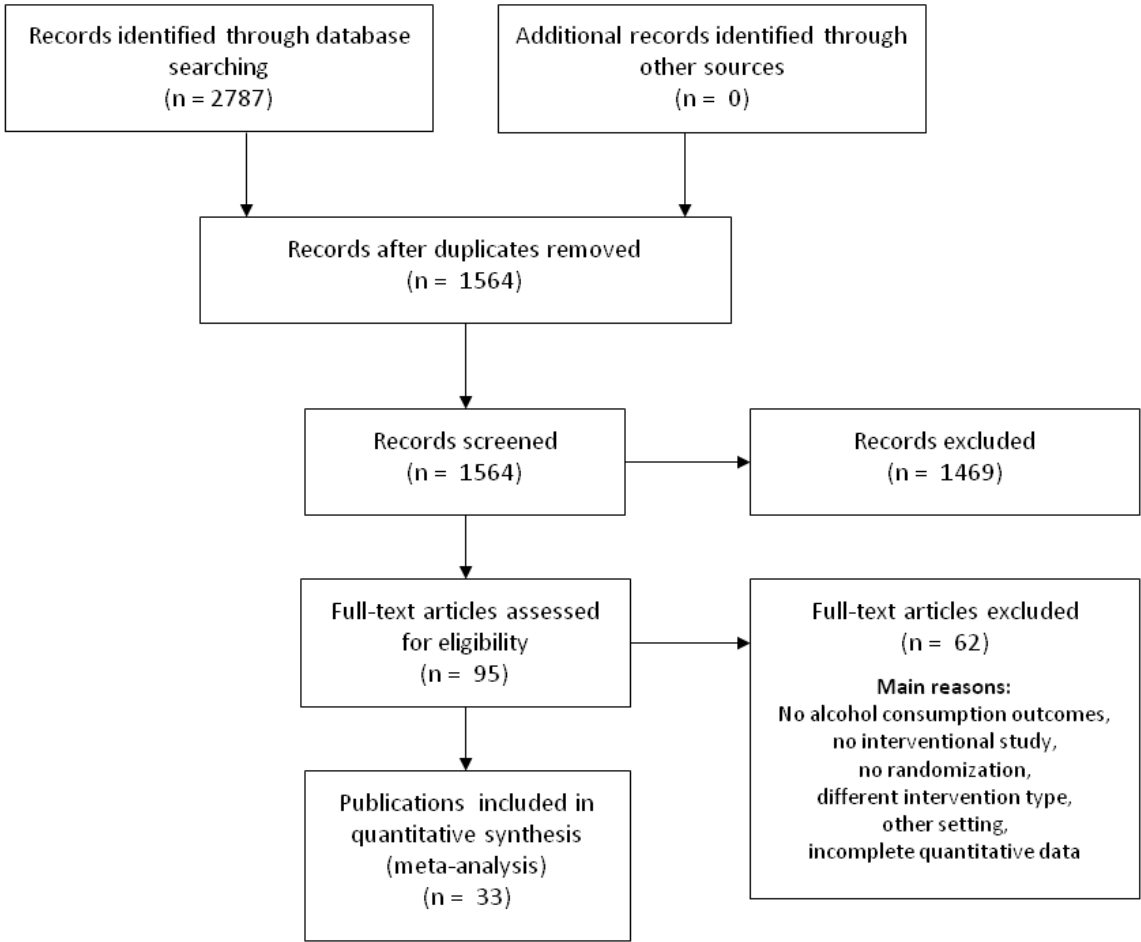 Records identified through database
searching
(n = 2787)
Additional records identified through
other sources
(n = 0)
Records after duplicates removed
(n = 1564)
Records screened
(n = 1564)
Records excluded
(n = 1469)
Full-text articles assessed
for eligibility
(n = 95)
Full-text articles excluded
(n = 62)
Main reasons:
No alcohol consumption outcomes,
no interventional study,
no randomization,
different intervention type,
other setting,
incomplete quantitative data
Publications included in
quantitative synthesis
(meta-analysis)
(n = 33)